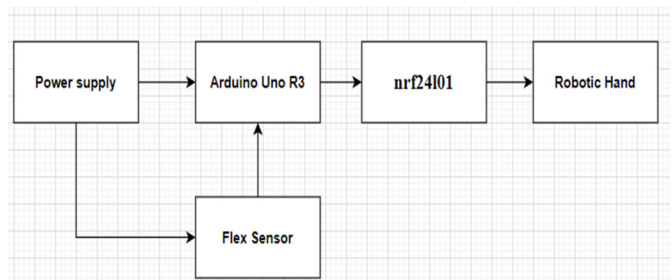 Power supply
Arduino Uno R3
nrf24l01
Robotic Hand
Flex Sensor